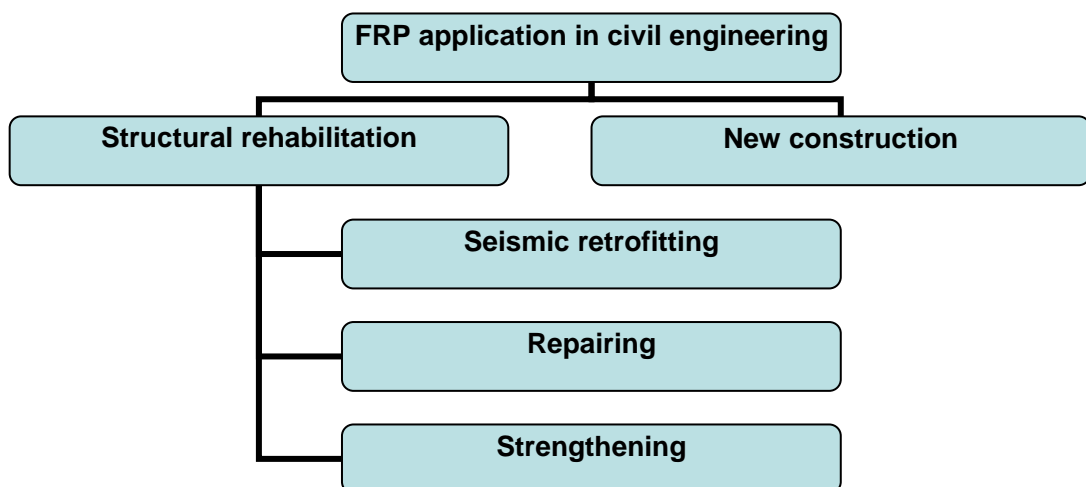 FRP application in civil engineering
Structural rehabilitation
New construction
Seismic retrofitting
Repairing
Strengthening